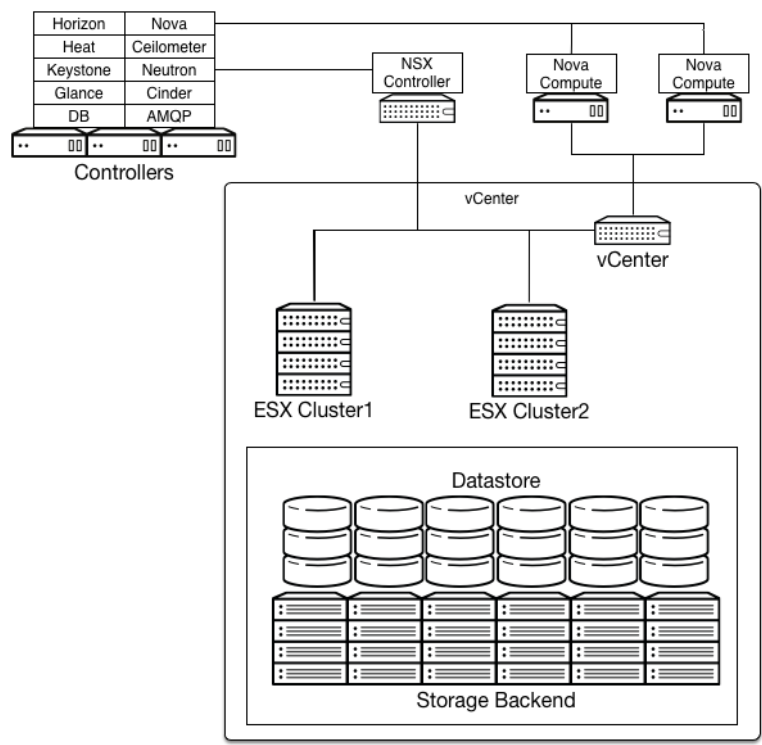 Horizon Nova
Heat Ceilometer
Keystone Neutron
Glance Cinder
DB AMQP
Controllers
NSX
Controller
Nova
Compute
Nova
Compute
vCenter
vCenter
ESX Cluster1
ESX Cluster2
Datastore
Storage Backend